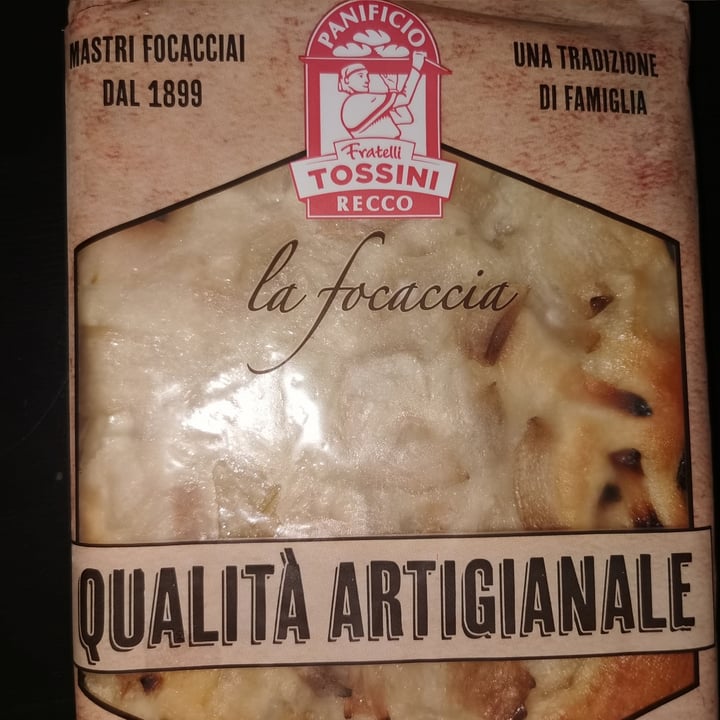 MASTRI FOCACCIAI
DAL 1899
PANIFICIO
Fratelli
TOSSINI
RECCO
UNA TRADIZIONE
DI FAMIGLIA
la focaccia
QUALITÀ ARTIGIANALE